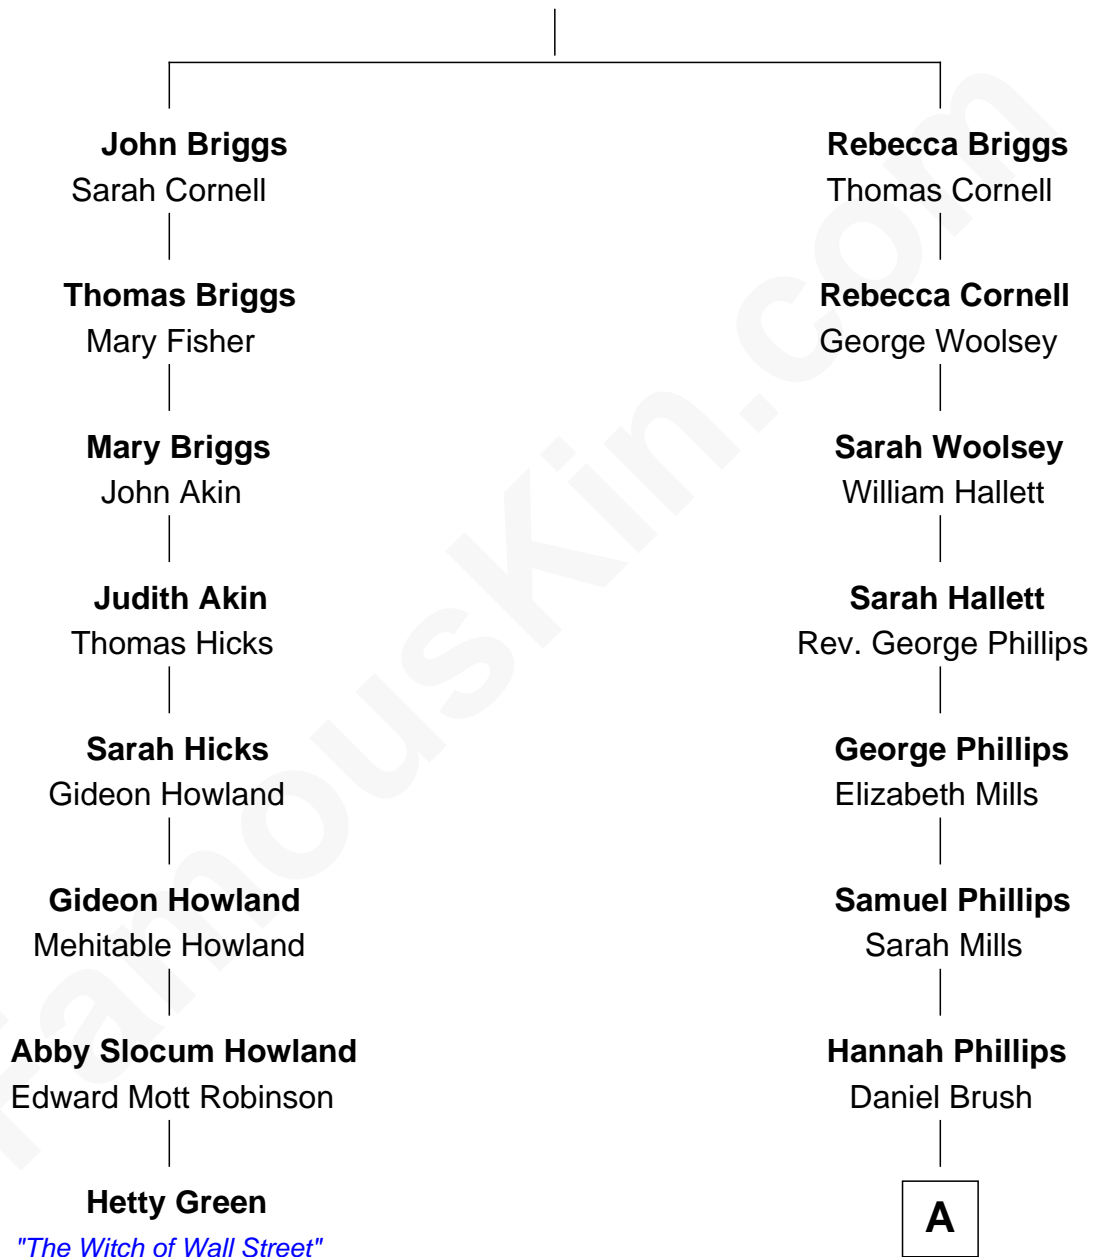 John Briggs
Sarah Cornell
Rebecca Briggs
Thomas Cornell
Thomas Briggs
Mary Fisher
Rebecca Cornell
George Woolsey
Mary Briggs
John Akin
Sarah Woolsey
William Hallett
Judith Akin
Thomas Hicks
Sarah Hallett
Rev. George Phillips
Sarah Hicks
Gideon Howland
George Phillips
Elizabeth Mills
Gideon Howland
Mehitable Howland
Samuel Phillips
Sarah Mills
Abby Slocum Howland
Edward Mott Robinson
Hannah Phillips
Daniel Brush
Hetty Green
"The Witch of Wall Street"
A
FamousKin.com